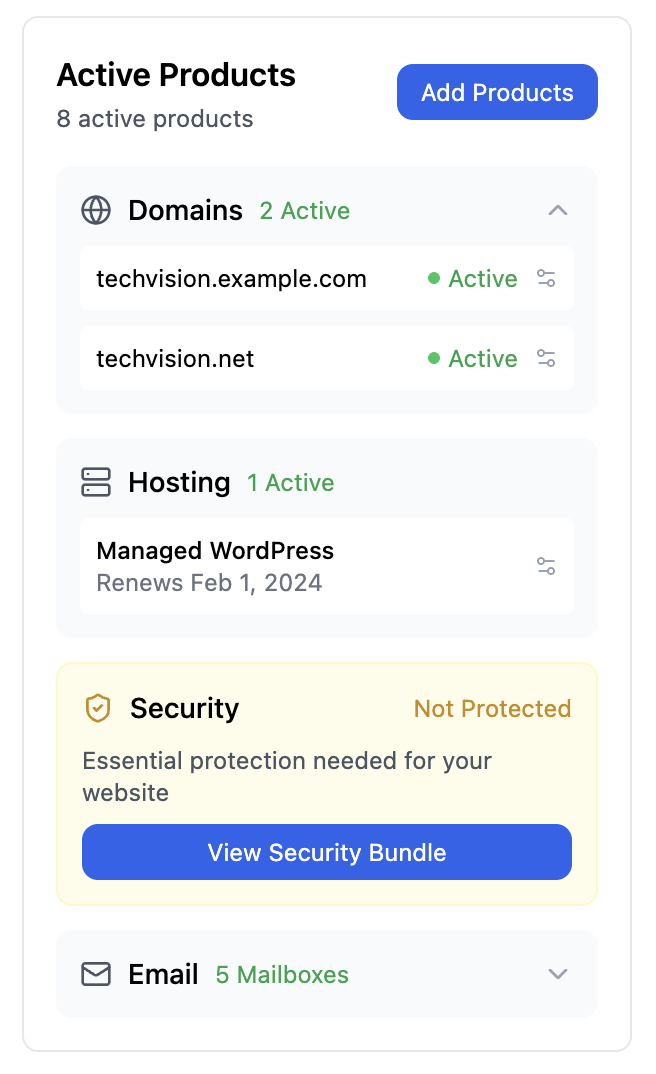 Active Products
8 active products
Add Products
Domains 2 Active
techvision.example.com Active
techvision.net Active
Hosting 1 Active
Managed WordPress
Renews Feb 1, 2024
Security Not Protected
Essential protection needed for your
website
View Security Bundle
Email 5 Mailboxes